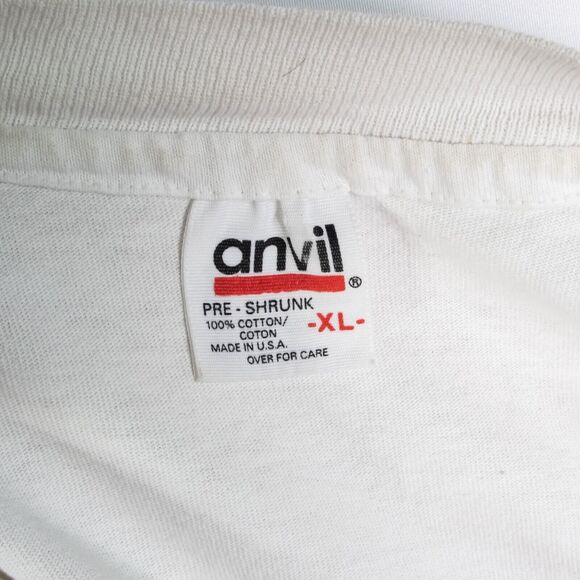 anvil®
PRE - SHRUNK
100% COTTON/
COTON
-XL-
MADE IN U.S.A.
OVER FOR CARE